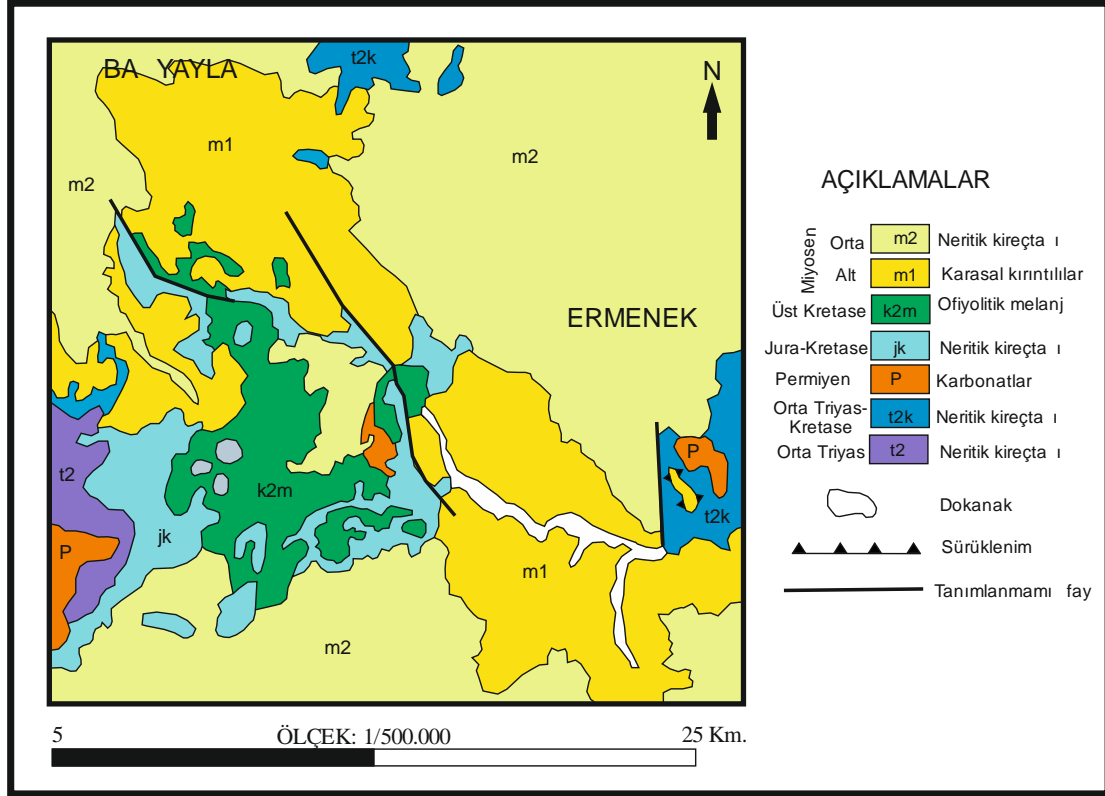 BA YAYLA
t2k
N
m1
m2
m2
ERMENEK
t2
k2m
P
t2k
jk
P
m1
m2
5
ÖLÇEK: 1/500.000
25 Km.
AÇIKLAMALAR
Miyosen
Orta m2 Neritik kireçta ı
Alt m1 Karasal kırıntılılar
Üst Kretase k2m Ofiyolitik melanj
Jura-Kretase jk Neritik kireçta ı
Permiyen P Karbonatlar
Orta Triyas-
Kretase t2k Neritik kireçta ı
Orta Triyas t2 Neritik kireçta ı
Dokanak
Sürüklenim
Tanımlanmamı fay